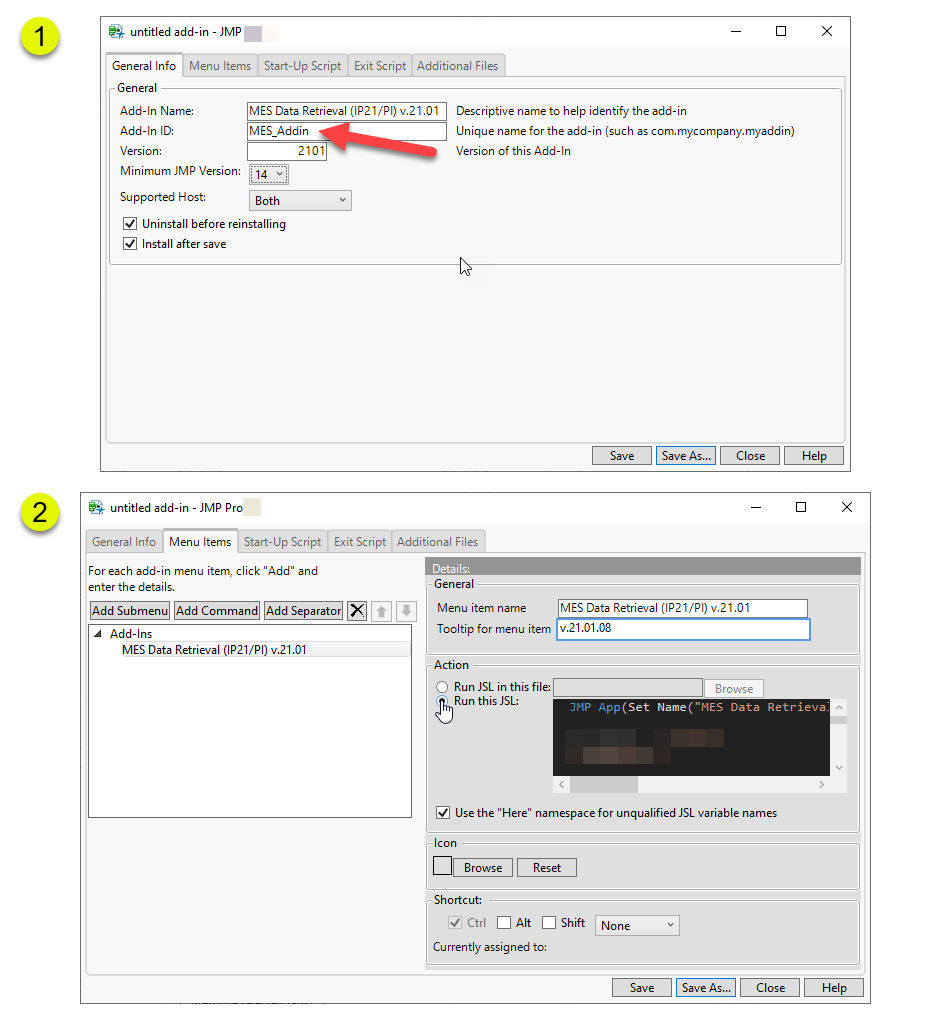 1
untitled add-in - JMP
General Info Menu Items Start-Up Script Exit Script Additional Files
General
Add-In Name: MES Data Retrieval (IP21/PI) v.21.01 Descriptive name to help identify the add-in
Add-In ID: MES_Addin Unique name for the add-in (such as com.mycompany.myaddin)
Version: 2101 Version of this Add-In
Minimum JMP Version: 14
Supported Host: Both
Uninstall before reinstalling
Install after save
Save Save As... Close Help
2
untitled add-in - JMP Pro
General Info Menu Items Start-Up Script Exit Script Additional Files
For each add-in menu item, click "Add" and
enter the details.
Add Submenu Add Command Add Separator
Add-Ins
MES Data Retrieval (IP21/PI) v.21.01
Details:
General
Menu item name MES Data Retrieval (IP21/PI) v.21.01
Tooltip for menu item v.21.01.08
Action
Run JSL in this file: Browse
Run this JSL:
JMP App(Set Name("MES Data Retrieval
Use the "Here" namespace for unqualified JSL variable names
Icon
Browse Reset
Shortcut:
Ctrl Alt Shift None
Currently assigned to:
Save Save As... Close Help